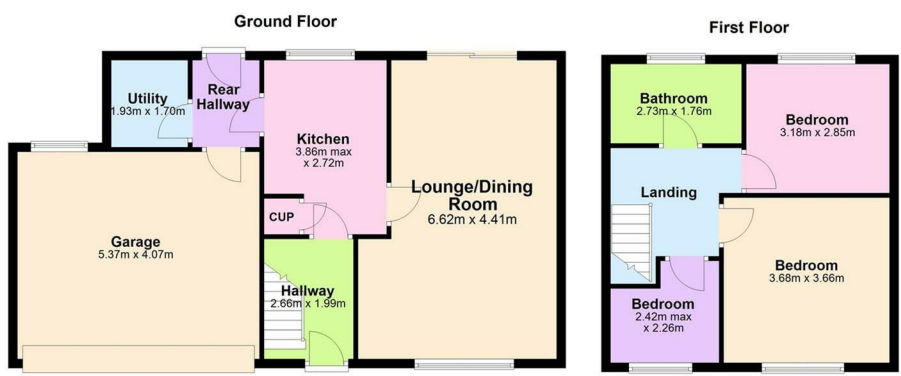 Ground Floor
Utility
1.93m x 1.70m
Rear
Hallway
Kitchen
3.86m max
x 2.72m
Lounge/Dining
Room
6.62m x 4.41m
CUP
Garage
5.37m x 4.07m
Hallway
2.66m x 1.99m
First Floor
Bathroom
2.73m x 1.76m
Bedroom
3.18m x 2.85m
Landing
Bedroom
3.68m x 3.66m
Bedroom
2.42m max
x 2.26m